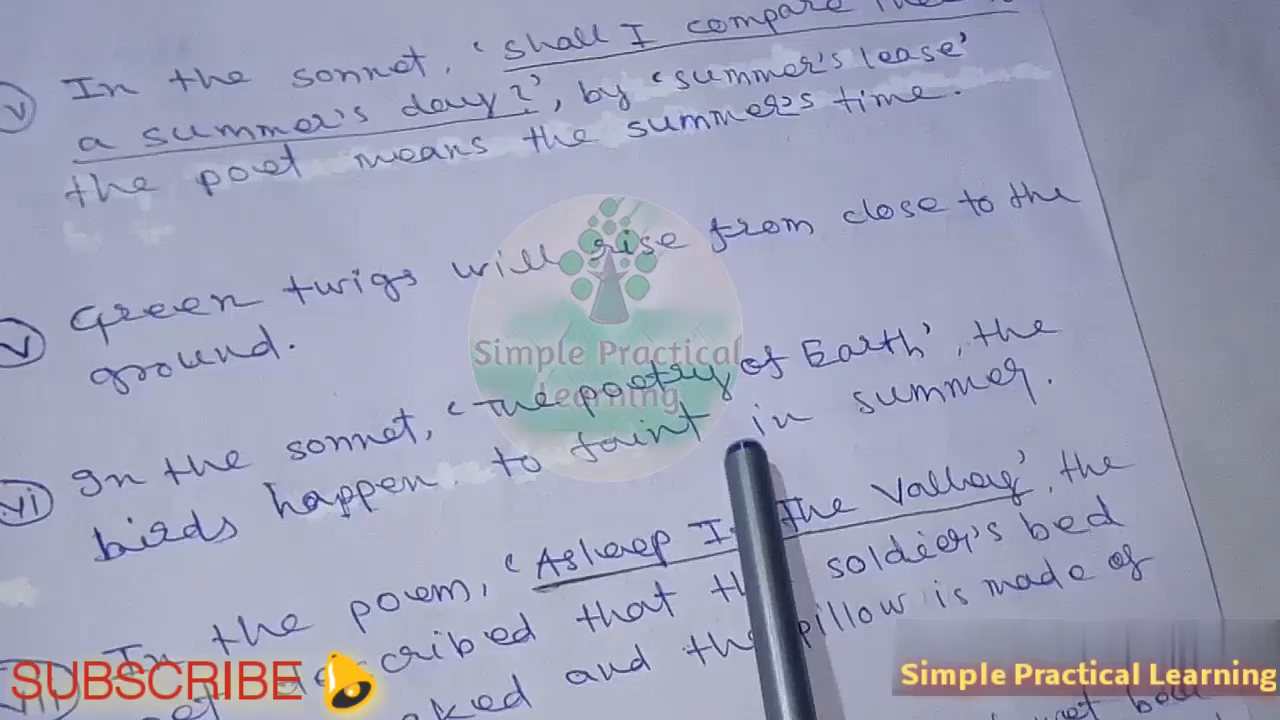 In the sonnet, 'Shall I compare
v) a summer's day?', by 'summer's lease'
the poet means the summer's time.
v) Green twigs will rise from close to the
ground.
vi) In the sonnet, 'The poetry of Earth', the
birds happen to faint in summer.
In the poem, 'Asleep In The Valley', the
described that the soldier's bed
and the pillow is made of
Simple Practical
Learning
SUBSCRIBE
Simple Practical Learning